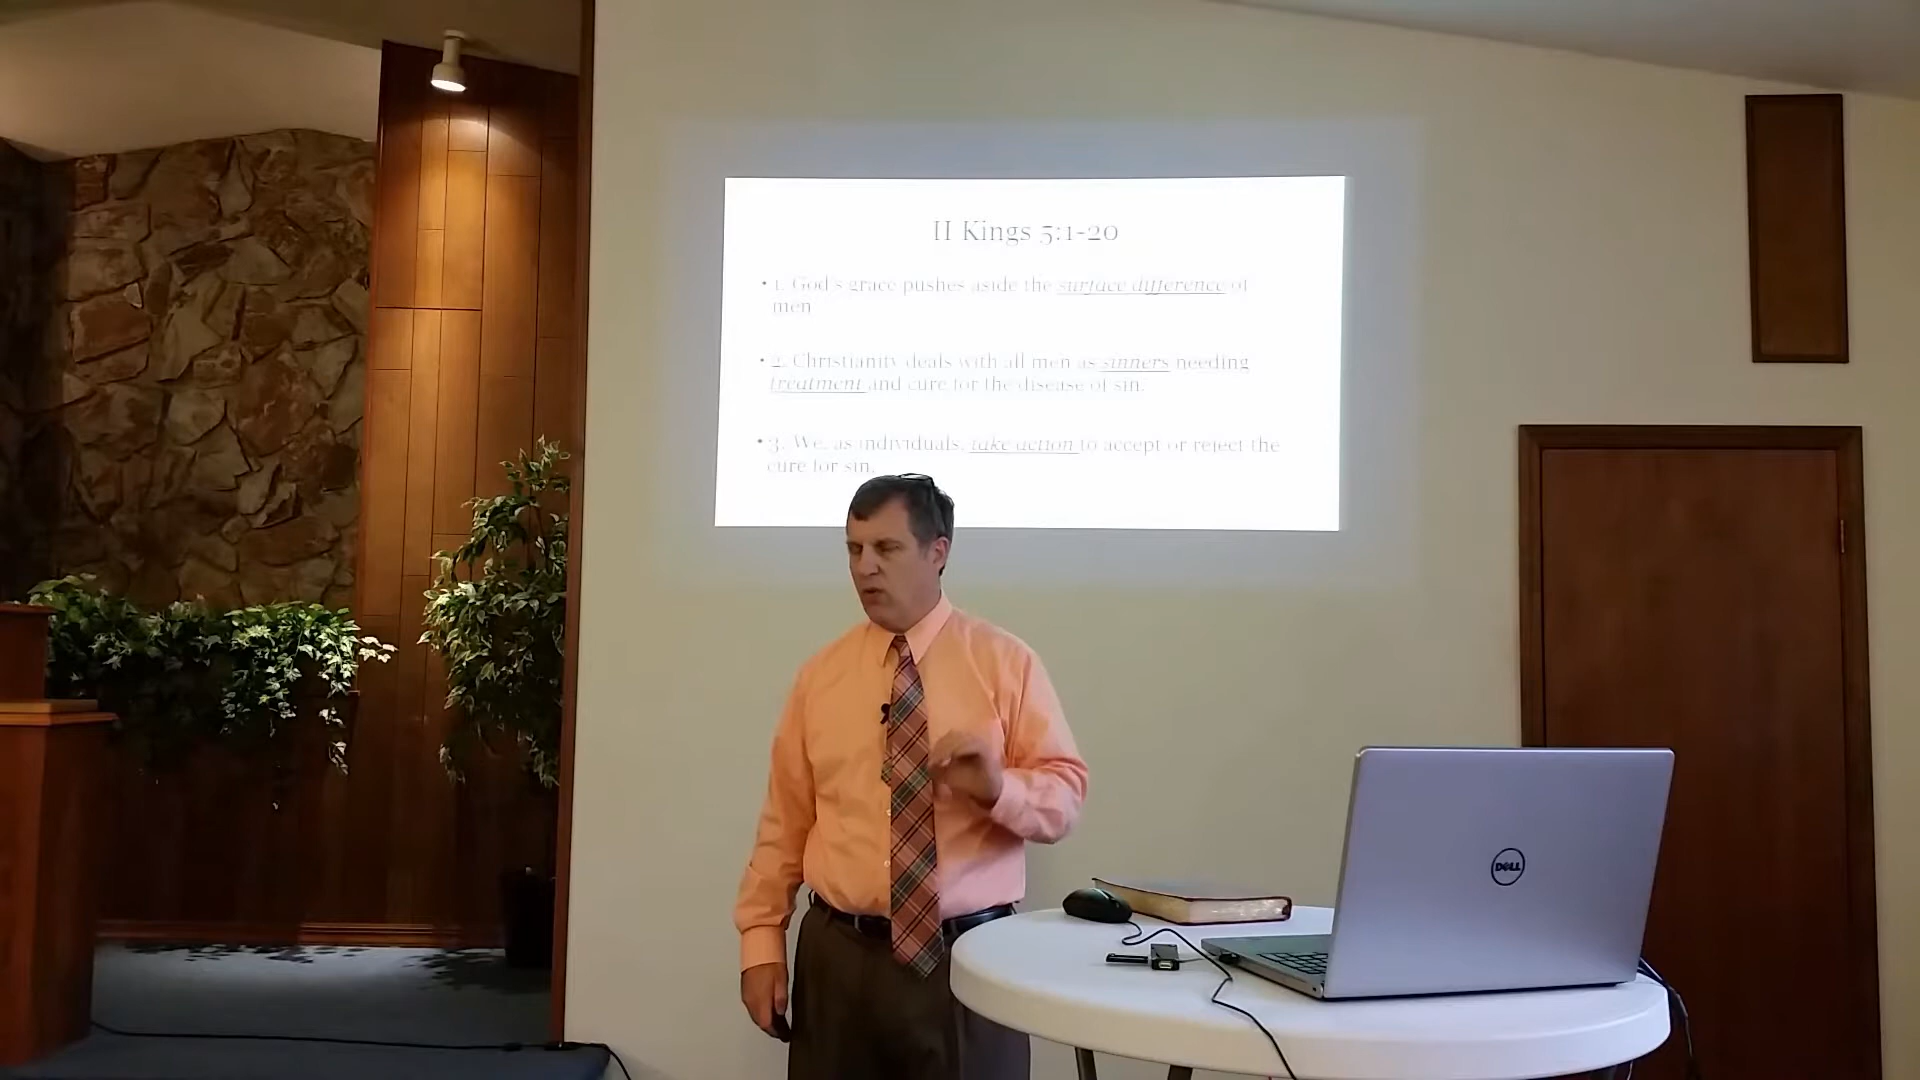 II Kings 5:1-20
• 1. God's grace pushes aside the surface difference of
men
• 2. Christianity deals with all men as sinners needing
treatment and cure for the disease of sin.
• 3. We, as individuals, take action to accept or reject the
cure for sin.
DELL